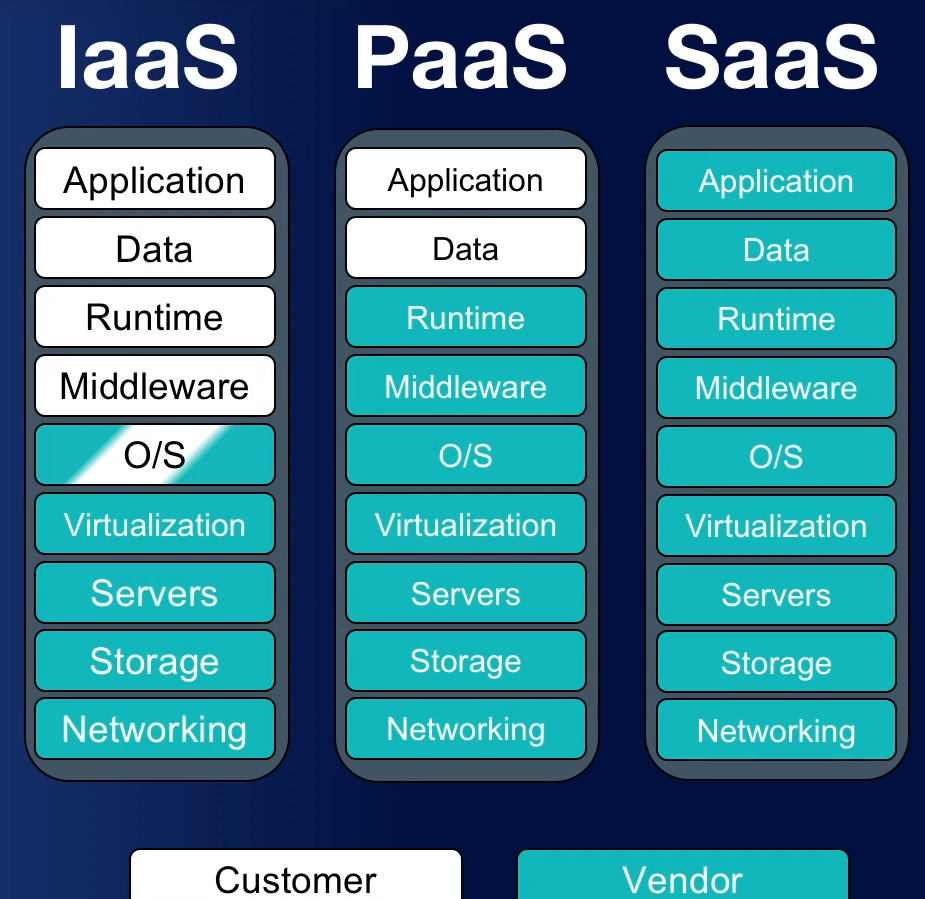 IaaS
Application
Data
Runtime
Middleware
O/S
Virtualization
Servers
Storage
Networking
PaaS
Application
Data
Runtime
Middleware
O/S
Virtualization
Servers
Storage
Networking
SaaS
Application
Data
Runtime
Middleware
O/S
Virtualization
Servers
Storage
Networking
Customer
Vendor